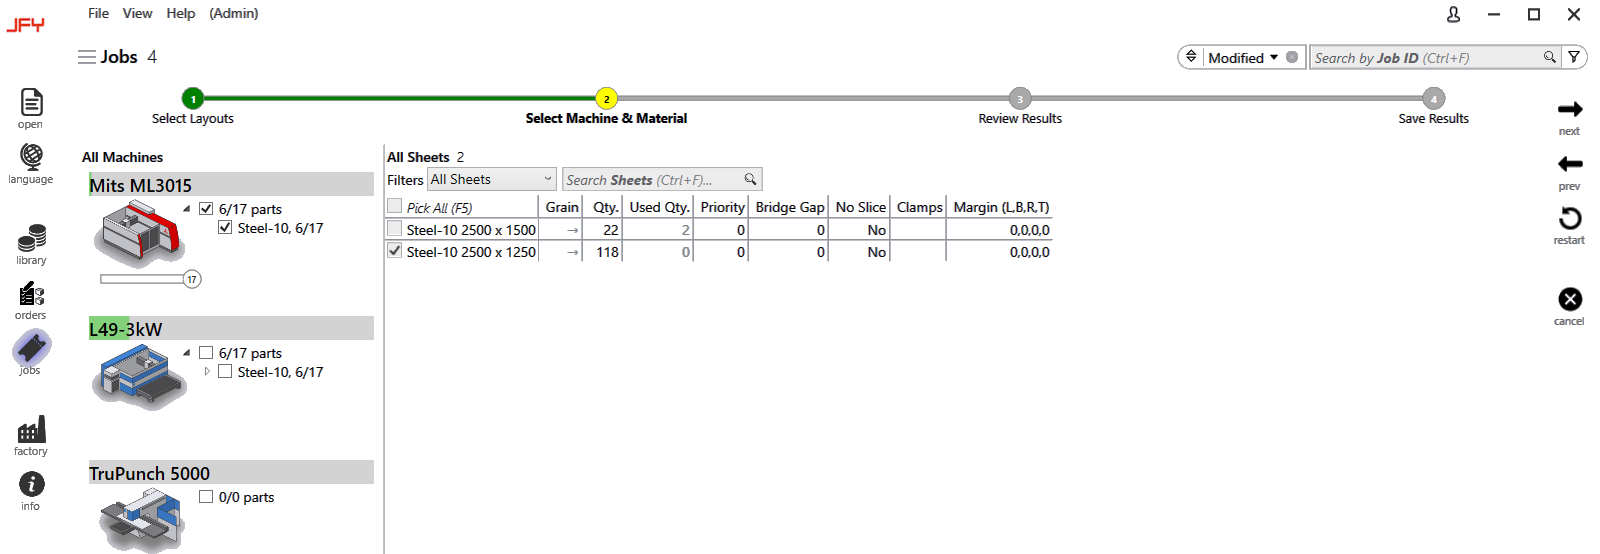 JFY
File View Help (Admin)
Jobs 4
Modified
Search by Job ID (Ctrl+F)
1 2 3 4
Select Layouts Select Machine & Material Review Results Save Results
open
language
library
orders
jobs
factory
info
All Machines
Mits ML3015
6/17 parts
Steel-10, 6/17
17
L49-3kW
6/17 parts
Steel-10, 6/17
TruPunch 5000
0/0 parts
All Sheets 2
Filters All Sheets Search Sheets (Ctrl+F)...
Pick All (F5) Grain Qty. Used Qty. Priority Bridge Gap No Slice Clamps Margin (L,B,R,T)
Steel-10 2500 x 1500 → 22 2 0 0 No 0,0,0,0
Steel-10 2500 x 1250 → 118 0 0 0 No 0,0,0,0
next
prev
restart
cancel